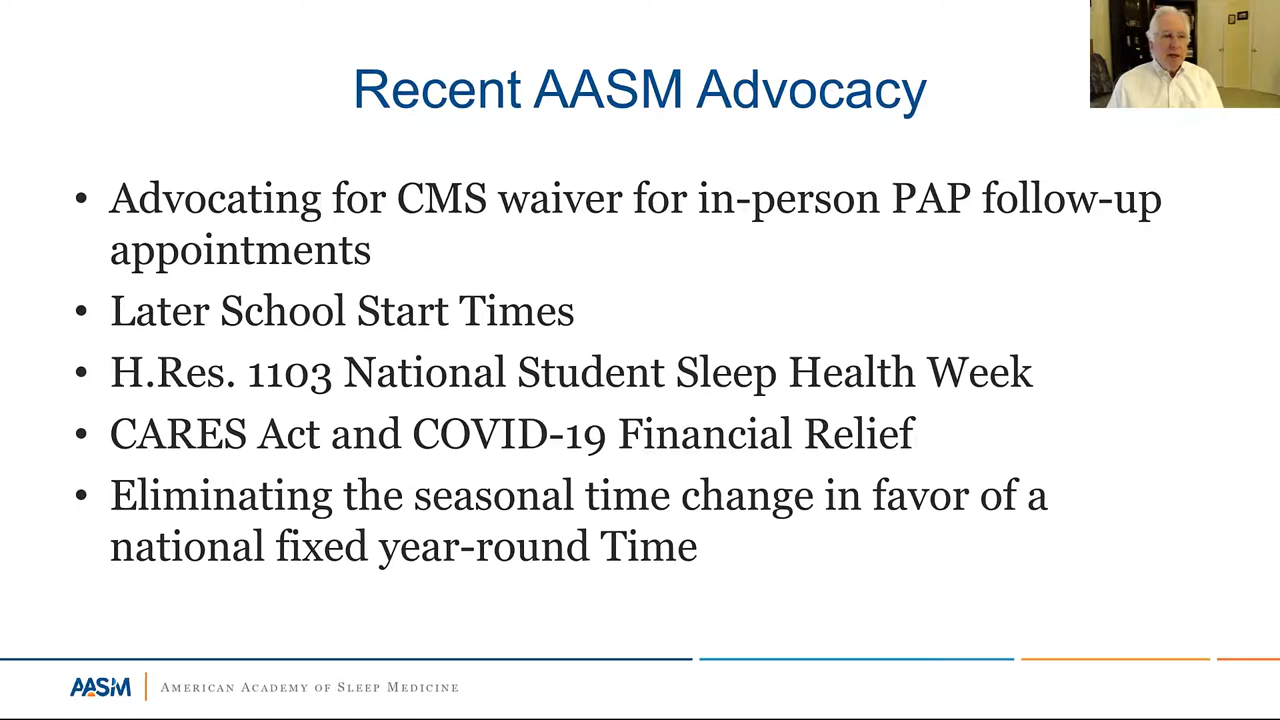 Recent AASM Advocacy
• Advocating for CMS waiver for in-person PAP follow-up
appointments
• Later School Start Times
• H.Res. 1103 National Student Sleep Health Week
• CARES Act and COVID-19 Financial Relief
• Eliminating the seasonal time change in favor of a
national fixed year-round Time
AASM | American Academy of Sleep Medicine